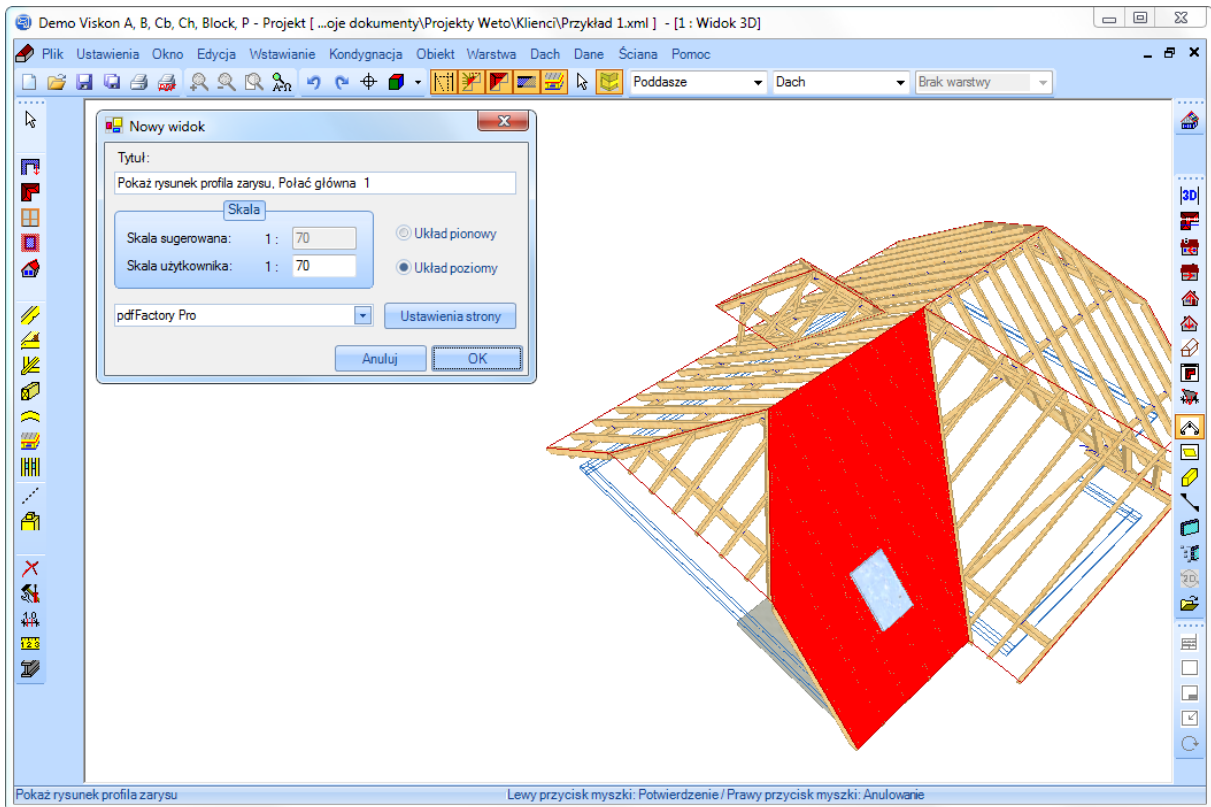 Demo Viskon A, B, Cb, Ch, Block, P - Projekt [ ...oje dokumenty\Projekty Weto\Klienci\Przykład 1.xml ] - [1 : Widok 3D]
Plik Ustawienia Okno Edycja Wstawianie Kondygnacja Obiekt Warstwa Dach Dane Ściana Pomoc
Poddasze Dach Brak warstwy
Nowy widok
Tytuł:
Pokaż rysunek profila zarysu, Połać główna 1
Skala
Skala sugerowana: 1 : 70
Układ pionowy
Skala użytkownika: 1 : 70
Układ poziomy
pdfFactory Pro
Ustawienia strony
Anuluj OK
3D
2D
1 2 3
Pokaż rysunek profila zarysu
Lewy przycisk myszki: Potwierdzenie / Prawy przycisk myszki: Anulowanie